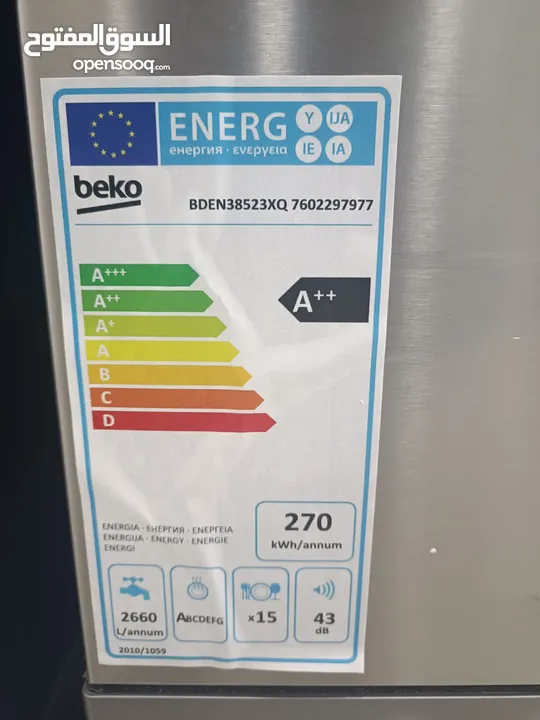 السوق المفتوح
opensooq.com
ENERG Y IJA
енергия · ενεργεια IE IA
beko
BDEN38523XQ 7602297977
A+++
A++
A++
A+
A
B
C
D
ENERGIA · ЕНЕРГИЯ · ΕΝΕΡΓΕΙΑ
ENERGIJA · ENERGY · ENERGIE
ENERGI
270
kWh/annum
2660
L/annum
ABCDEFG
x15
43
dB
2010/1059